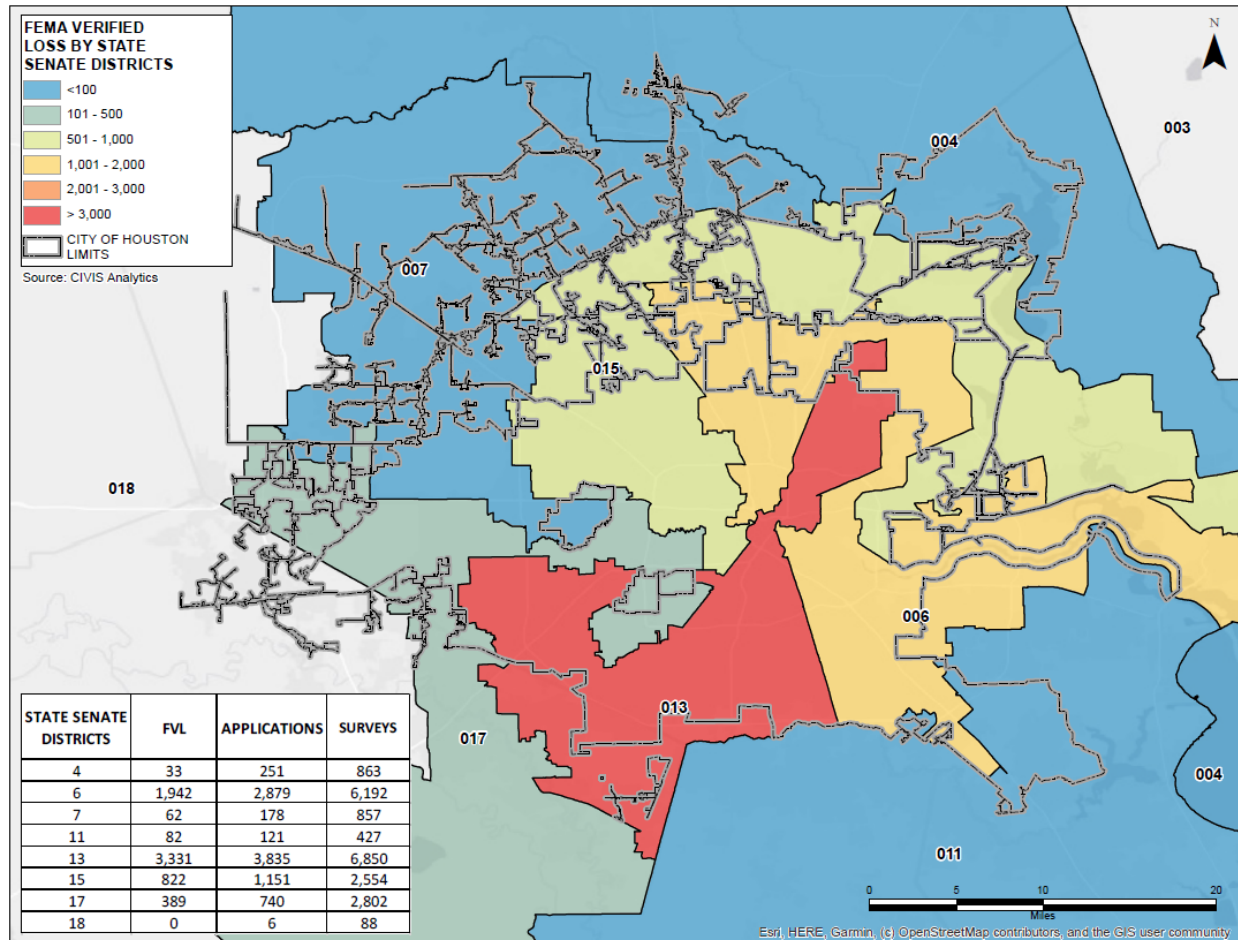 FEMA VERIFIED
LOSS BY STATE
SENATE DISTRICTS
<100
101 - 500
501 - 1,000
1,001 - 2,000
2,001 - 3,000
> 3,000
CITY OF HOUSTON
LIMITS
Source: CIVIS Analytics
N
003
004
007
015
018
006
013
017
004
011
STATE SENATE DISTRICTS FVL APPLICATIONS SURVEYS
4 33 251 863
6 1,942 2,879 6,192
7 62 178 857
11 82 121 427
13 3,331 3,835 6,850
15 822 1,151 2,554
17 389 740 2,802
18 0 6 88
0 5 10 20
Miles
Esri, HERE, Garmin, (c) OpenStreetMap contributors, and the GIS user community